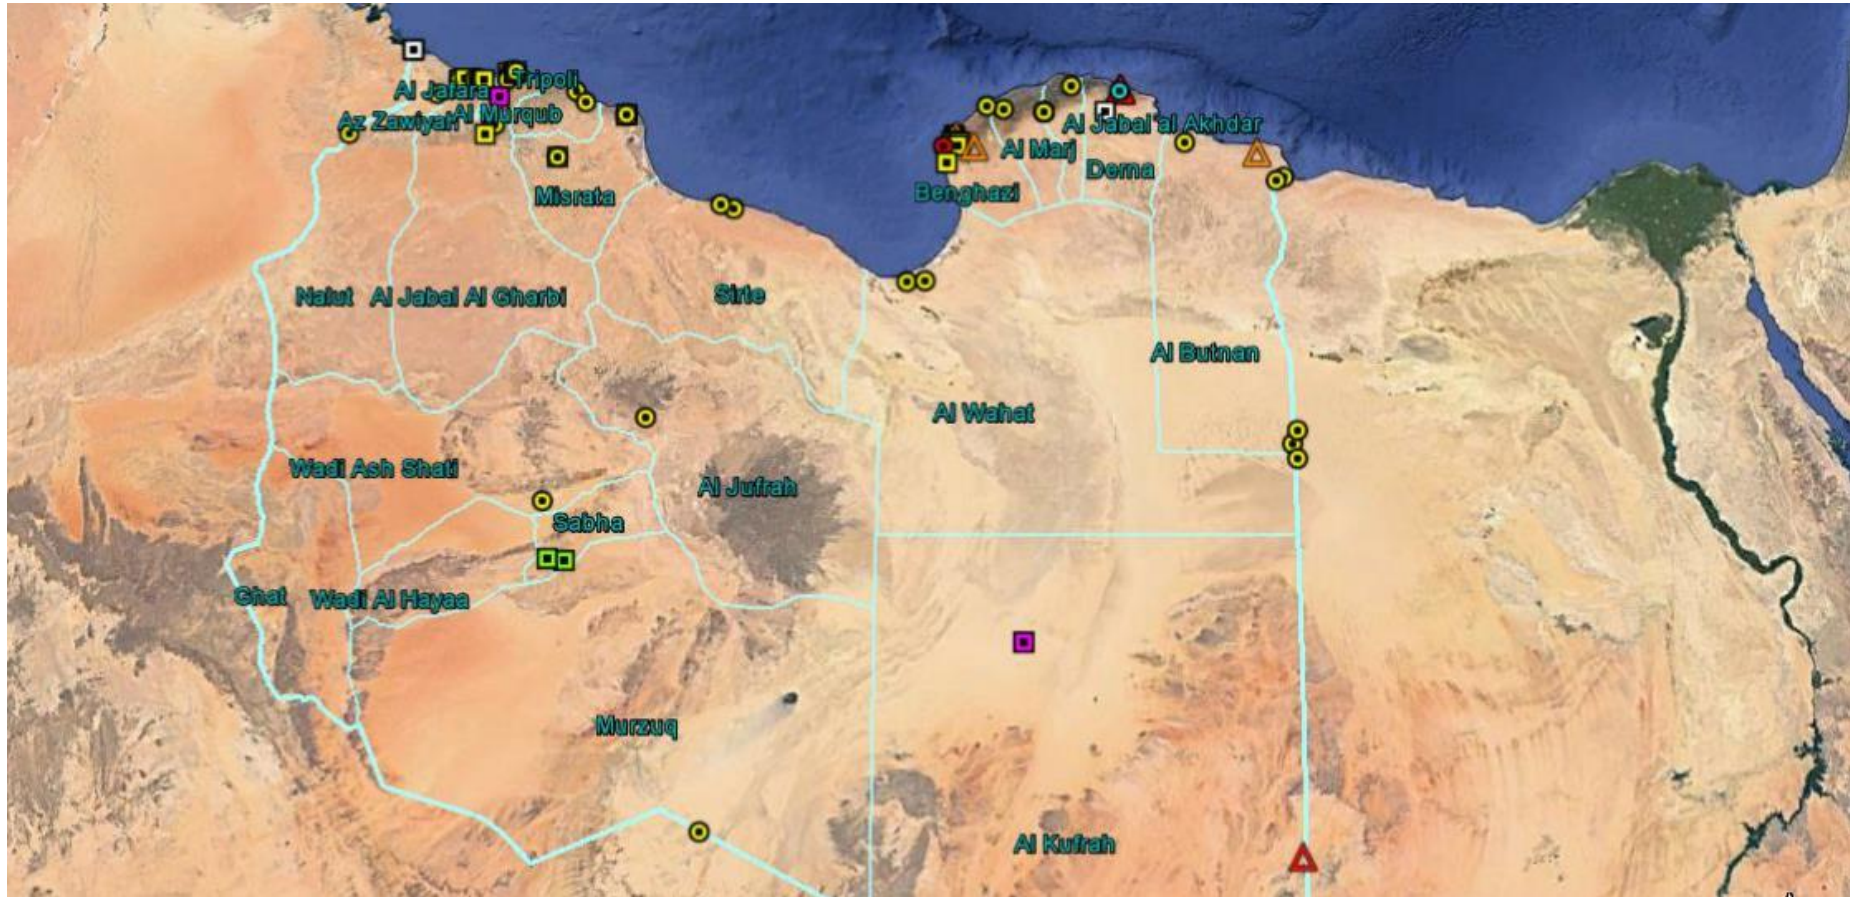 Tripoli
Al Jafara
Az Zawiyah
Al Murqub
Al Jabal al Akhdar
Al Marj
Derna
Benghazi
Misrata
Nalut
Al Jabal Al Gharbi
Sirte
Al Butnan
Al Wahat
Wadi Ash Shati
Al Jufrah
Sabha
Ghat
Wadi Al Hayaa
Murzuq
Al Kufrah